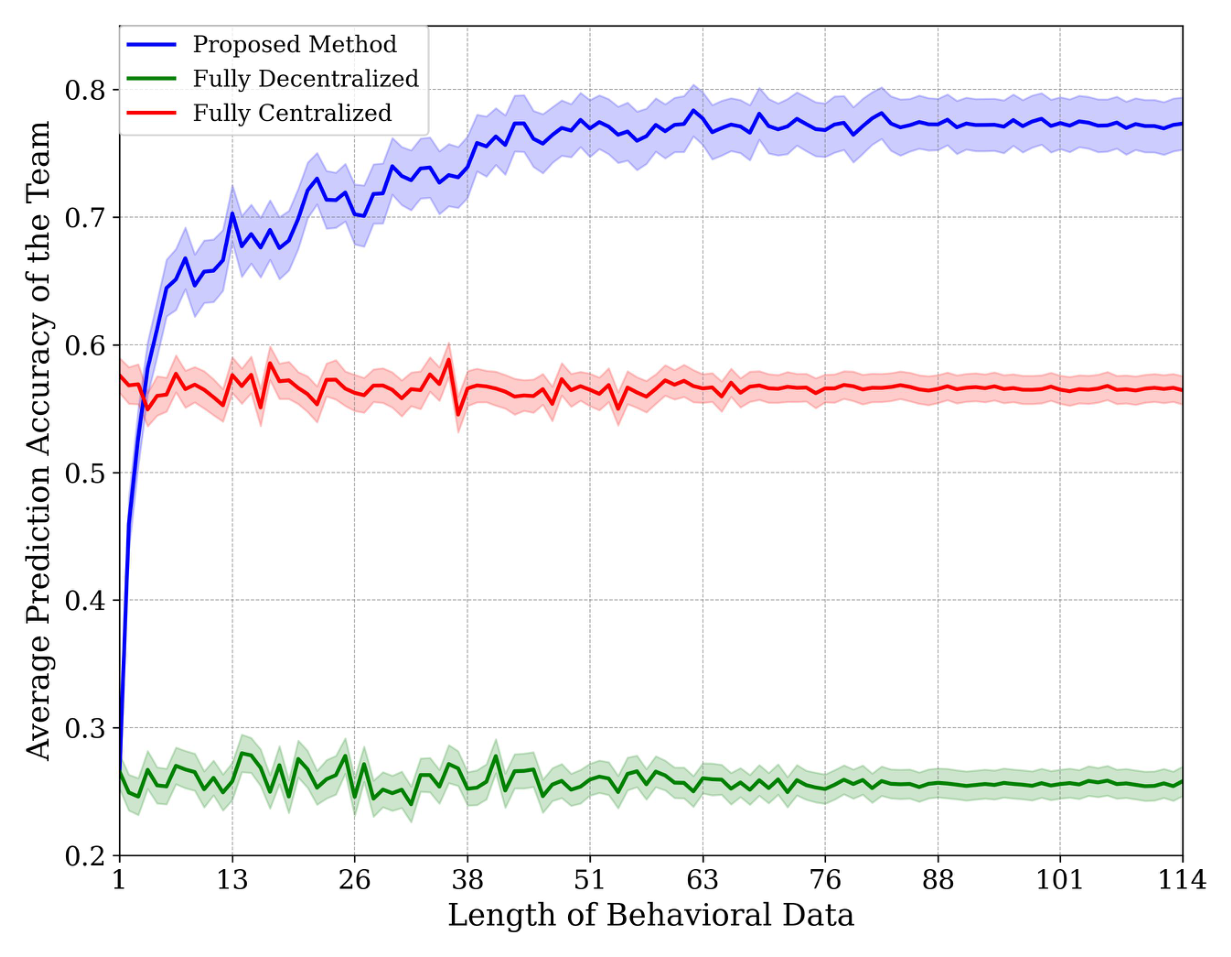 Proposed Method
Fully Decentralized
Fully Centralized
Average Prediction Accuracy of the Team
0.8
0.7
0.6
0.5
0.4
0.3
0.2
1 13 26 38 51 63 76 88 101 114
Length of Behavioral Data